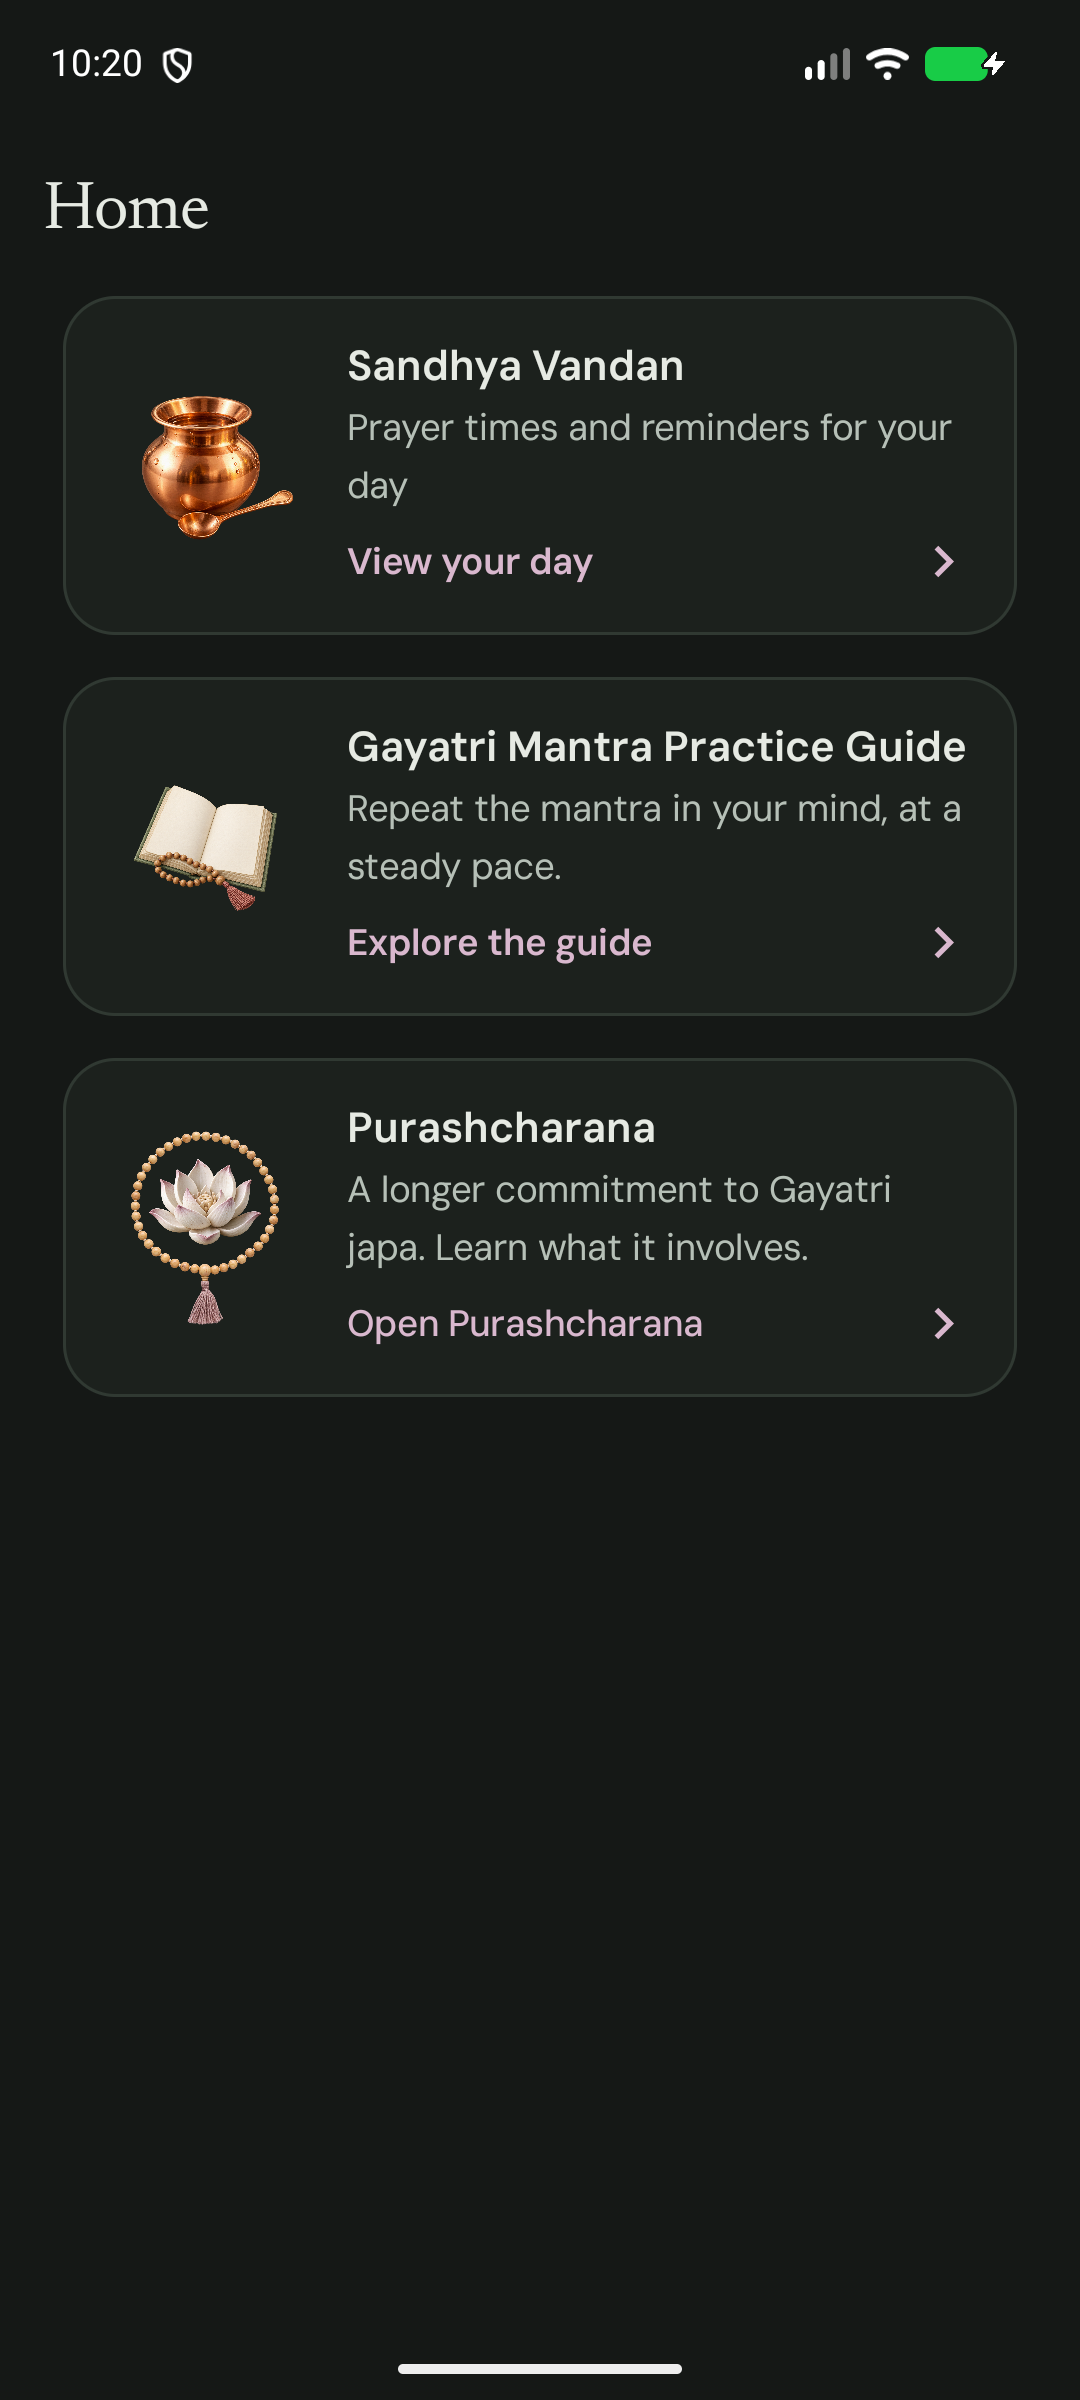 10:20
Home
Sandhya Vandan
Prayer times and reminders for your
day
View your day
Gayatri Mantra Practice Guide
Repeat the mantra in your mind, at a
steady pace.
Explore the guide
Purashcharana
A longer commitment to Gayatri
japa. Learn what it involves.
Open Purashcharana